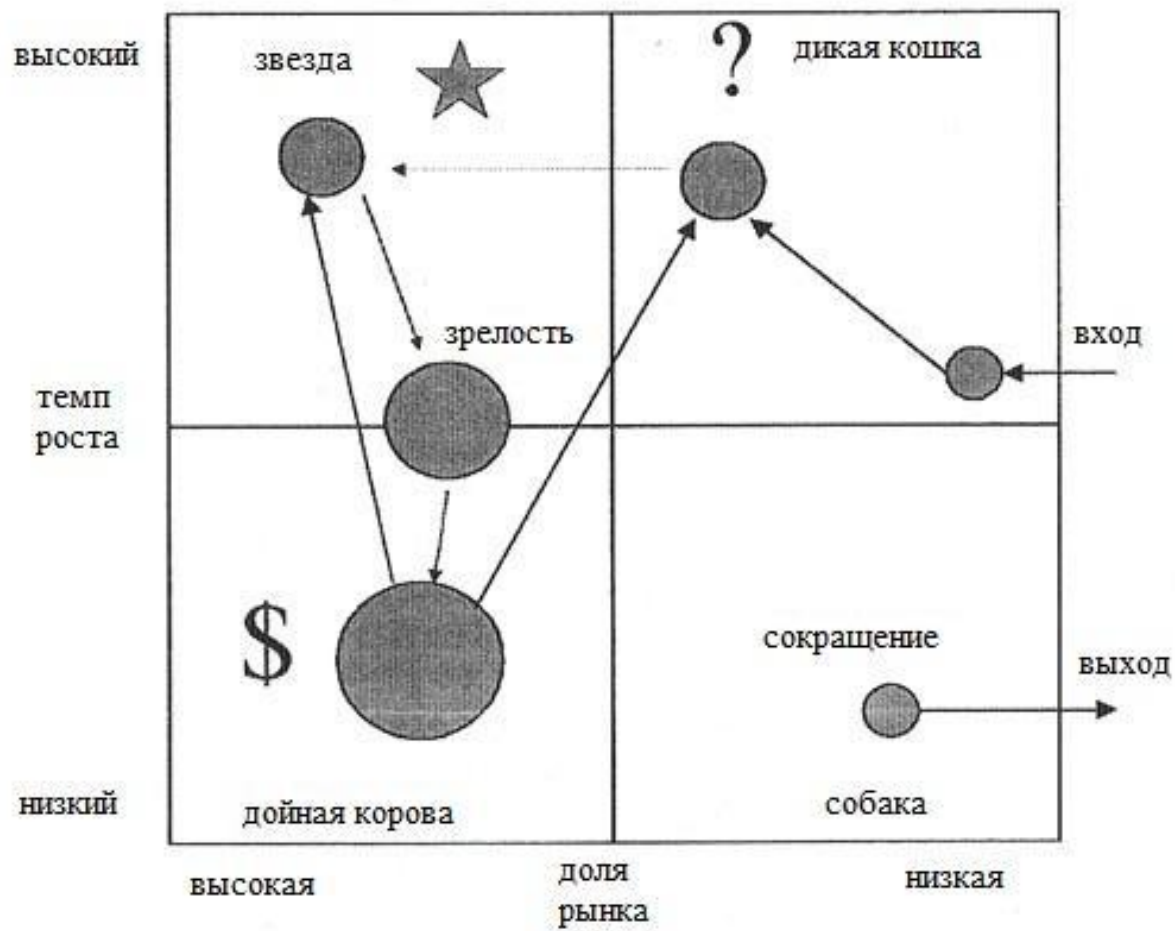 высокий
звезда
?
дикая кошка
зрелость
вход
темп
роста
$
сокращение
выход
низкий
дойная корова
собака
высокая
доля
рынка
низкая